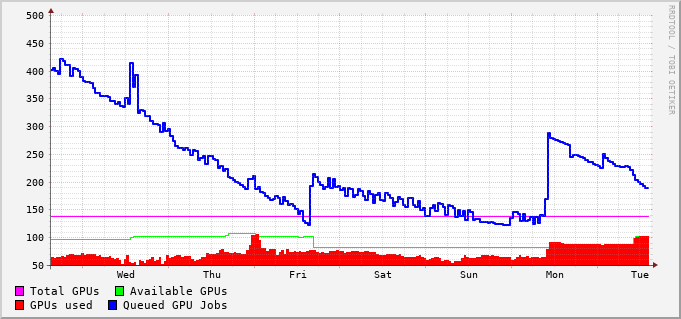 500
450
400
350
300
250
200
150
100
50
Wed Thu Fri Sat Sun Mon Tue
Total GPUs Available GPUs
GPUs used Queued GPU Jobs
RRDTOOL / TOBI OETIKER